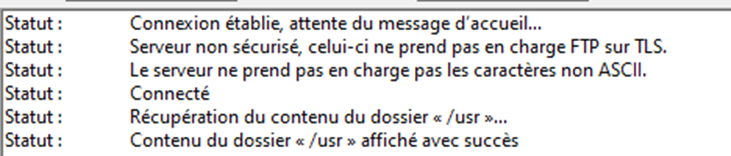 Statut : Connexion établie, attente du message d'accueil...
Statut : Serveur non sécurisé, celui-ci ne prend pas en charge FTP sur TLS.
Statut : Le serveur ne prend pas en charge pas les caractères non ASCII.
Statut : Connecté
Statut : Récupération du contenu du dossier « /usr »...
Statut : Contenu du dossier « /usr » affiché avec succès